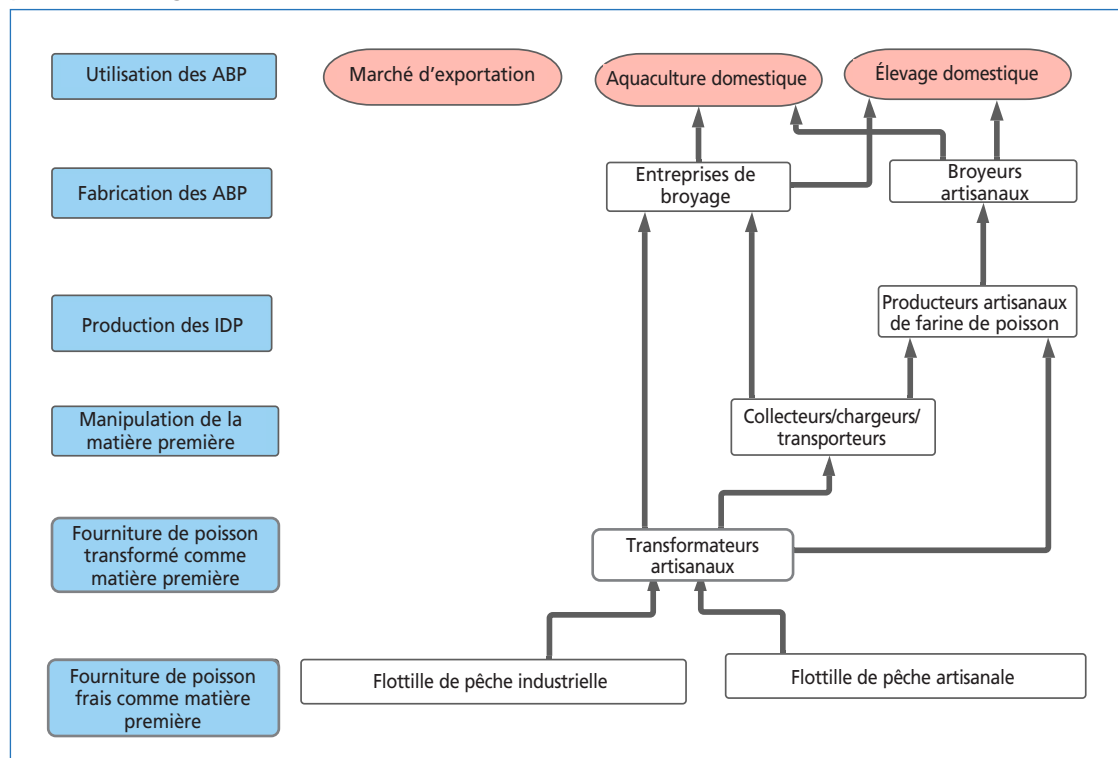 Utilisation des ABP
Marché d'exportation
Aquaculture domestique
Élevage domestique
Fabrication des ABP
Entreprises de
broyage
Broyeurs
artisanaux
Production des IDP
Producteurs artisanaux
de farine de poisson
Manipulation de la
matière première
Collecteurs/chargeurs/
transporteurs
Fourniture de poisson
transformé comme
matière première
Transformateurs
artisanaux
Fourniture de poisson
frais comme matière
première
Flottille de pêche industrielle
Flottille de pêche artisanale